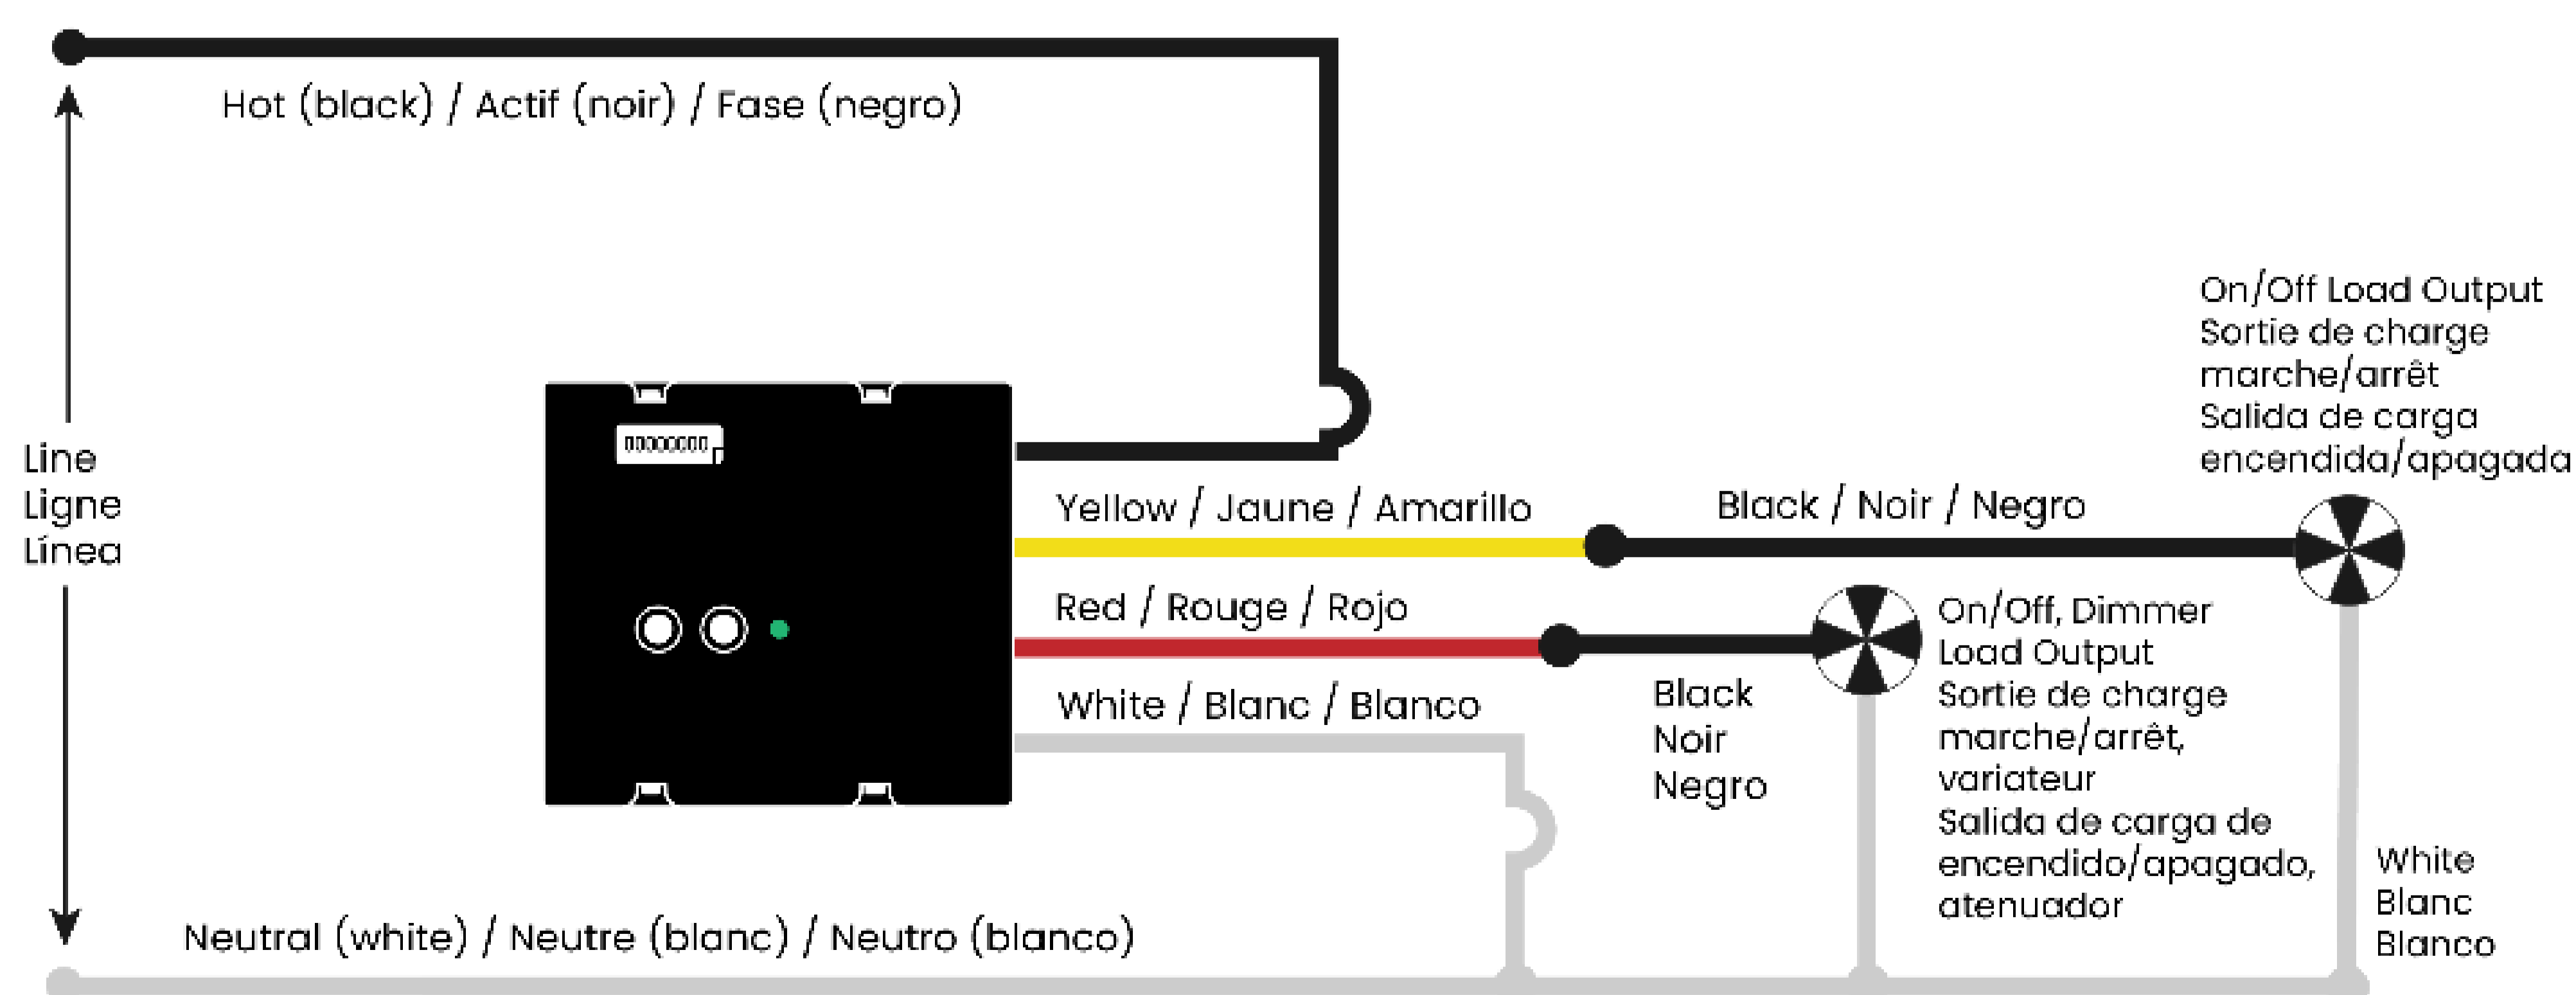 Hot (black) / Actif (noir) / Fase (negro)
Line
Ligne
Línea
00000000
On/Off Load Output
Sortie de charge
marche/arrêt
Salida de carga
encendida/apagada
Yellow / Jaune / Amarillo
Black / Noir / Negro
Red / Rouge / Rojo
On/Off, Dimmer
Load Output
Sortie de charge
marche/arrêt,
variateur
Salida de carga de
encendido/apagado,
atenuador
White / Blanc / Blanco
Black
Noir
Negro
White
Blanc
Blanco
Neutral (white) / Neutre (blanc) / Neutro (blanco)